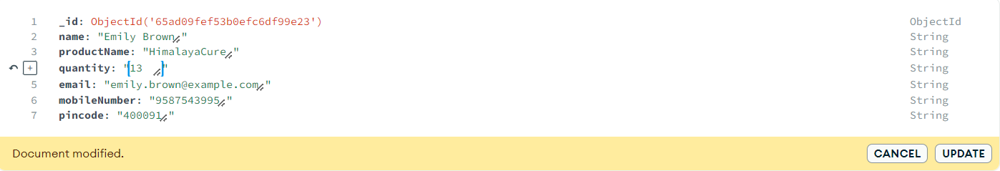 1 _id: ObjectId('65ad09fef53b0efc6df99e23') ObjectId
2 name: "Emily Brown" String
3 productName: "HimalayaCure" String
+ quantity: "13" String
5 email: "emily.brown@example.com" String
6 mobileNumber: "9587543995" String
7 pincode: "400091" String
Document modified. CANCEL UPDATE